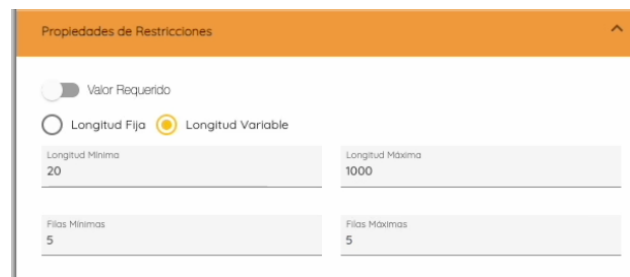 Propiedades de Restricciones
Valor Requerido
Longitud Fija Longitud Variable
Longitud Mínima Longitud Máxima
20 1000
Filas Mínimas Filas Máximas
5 5